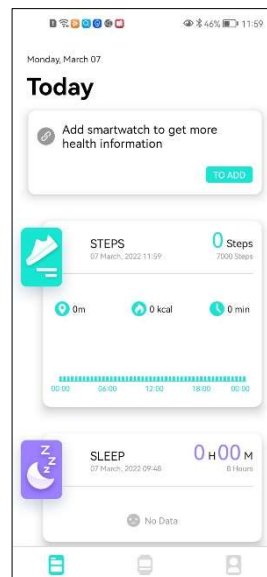 46% 11:59
Monday, March 07
Today
Add smartwatch to get more
health information
TO ADD
STEPS
0 Steps
07 March, 2022 11:59
7000 Steps
0m
0 kcal
0 min
00:00 06:00 12:00 18:00 00:00
SLEEP
0 H 00 M
07 March, 2022 09:48
8 Hours
No Data